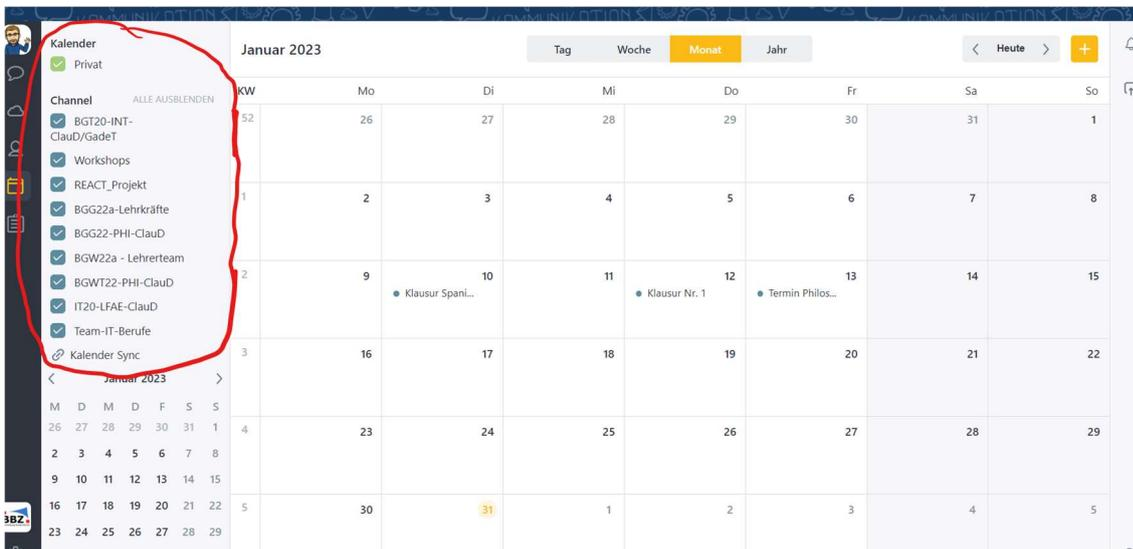 KOMMUNIK TION
Kalender
Privat
Channel ALLE AUSBLENDEN
BGT20-INT-
ClauD/GadeT
Workshops
REACT_Projekt
BGG22a-Lehrkräfte
BGG22-PHI-ClauD
BGW22a - Lehrerteam
BGWT22-PHI-ClauD
IT20-LFAE-ClauD
Team-IT-Berufe
Kalender Sync
Januar 2023
M D M D F S S
26 27 28 29 30 31 1
2 3 4 5 6 7 8
9 10 11 12 13 14 15
16 17 18 19 20 21 22
23 24 25 26 27 28 29
BBZ
Januar 2023 Tag Woche Monat Jahr Heute
KW Mo Di Mi Do Fr Sa So
52 26 27 28 29 30 31 1
1 2 3 4 5 6 7 8
2 9 10 11 12 13 14 15
Klausur Spani... Klausur Nr. 1 Termin Philos...
3 16 17 18 19 20 21 22
4 23 24 25 26 27 28 29
5 30 31 1 2 3 4 5